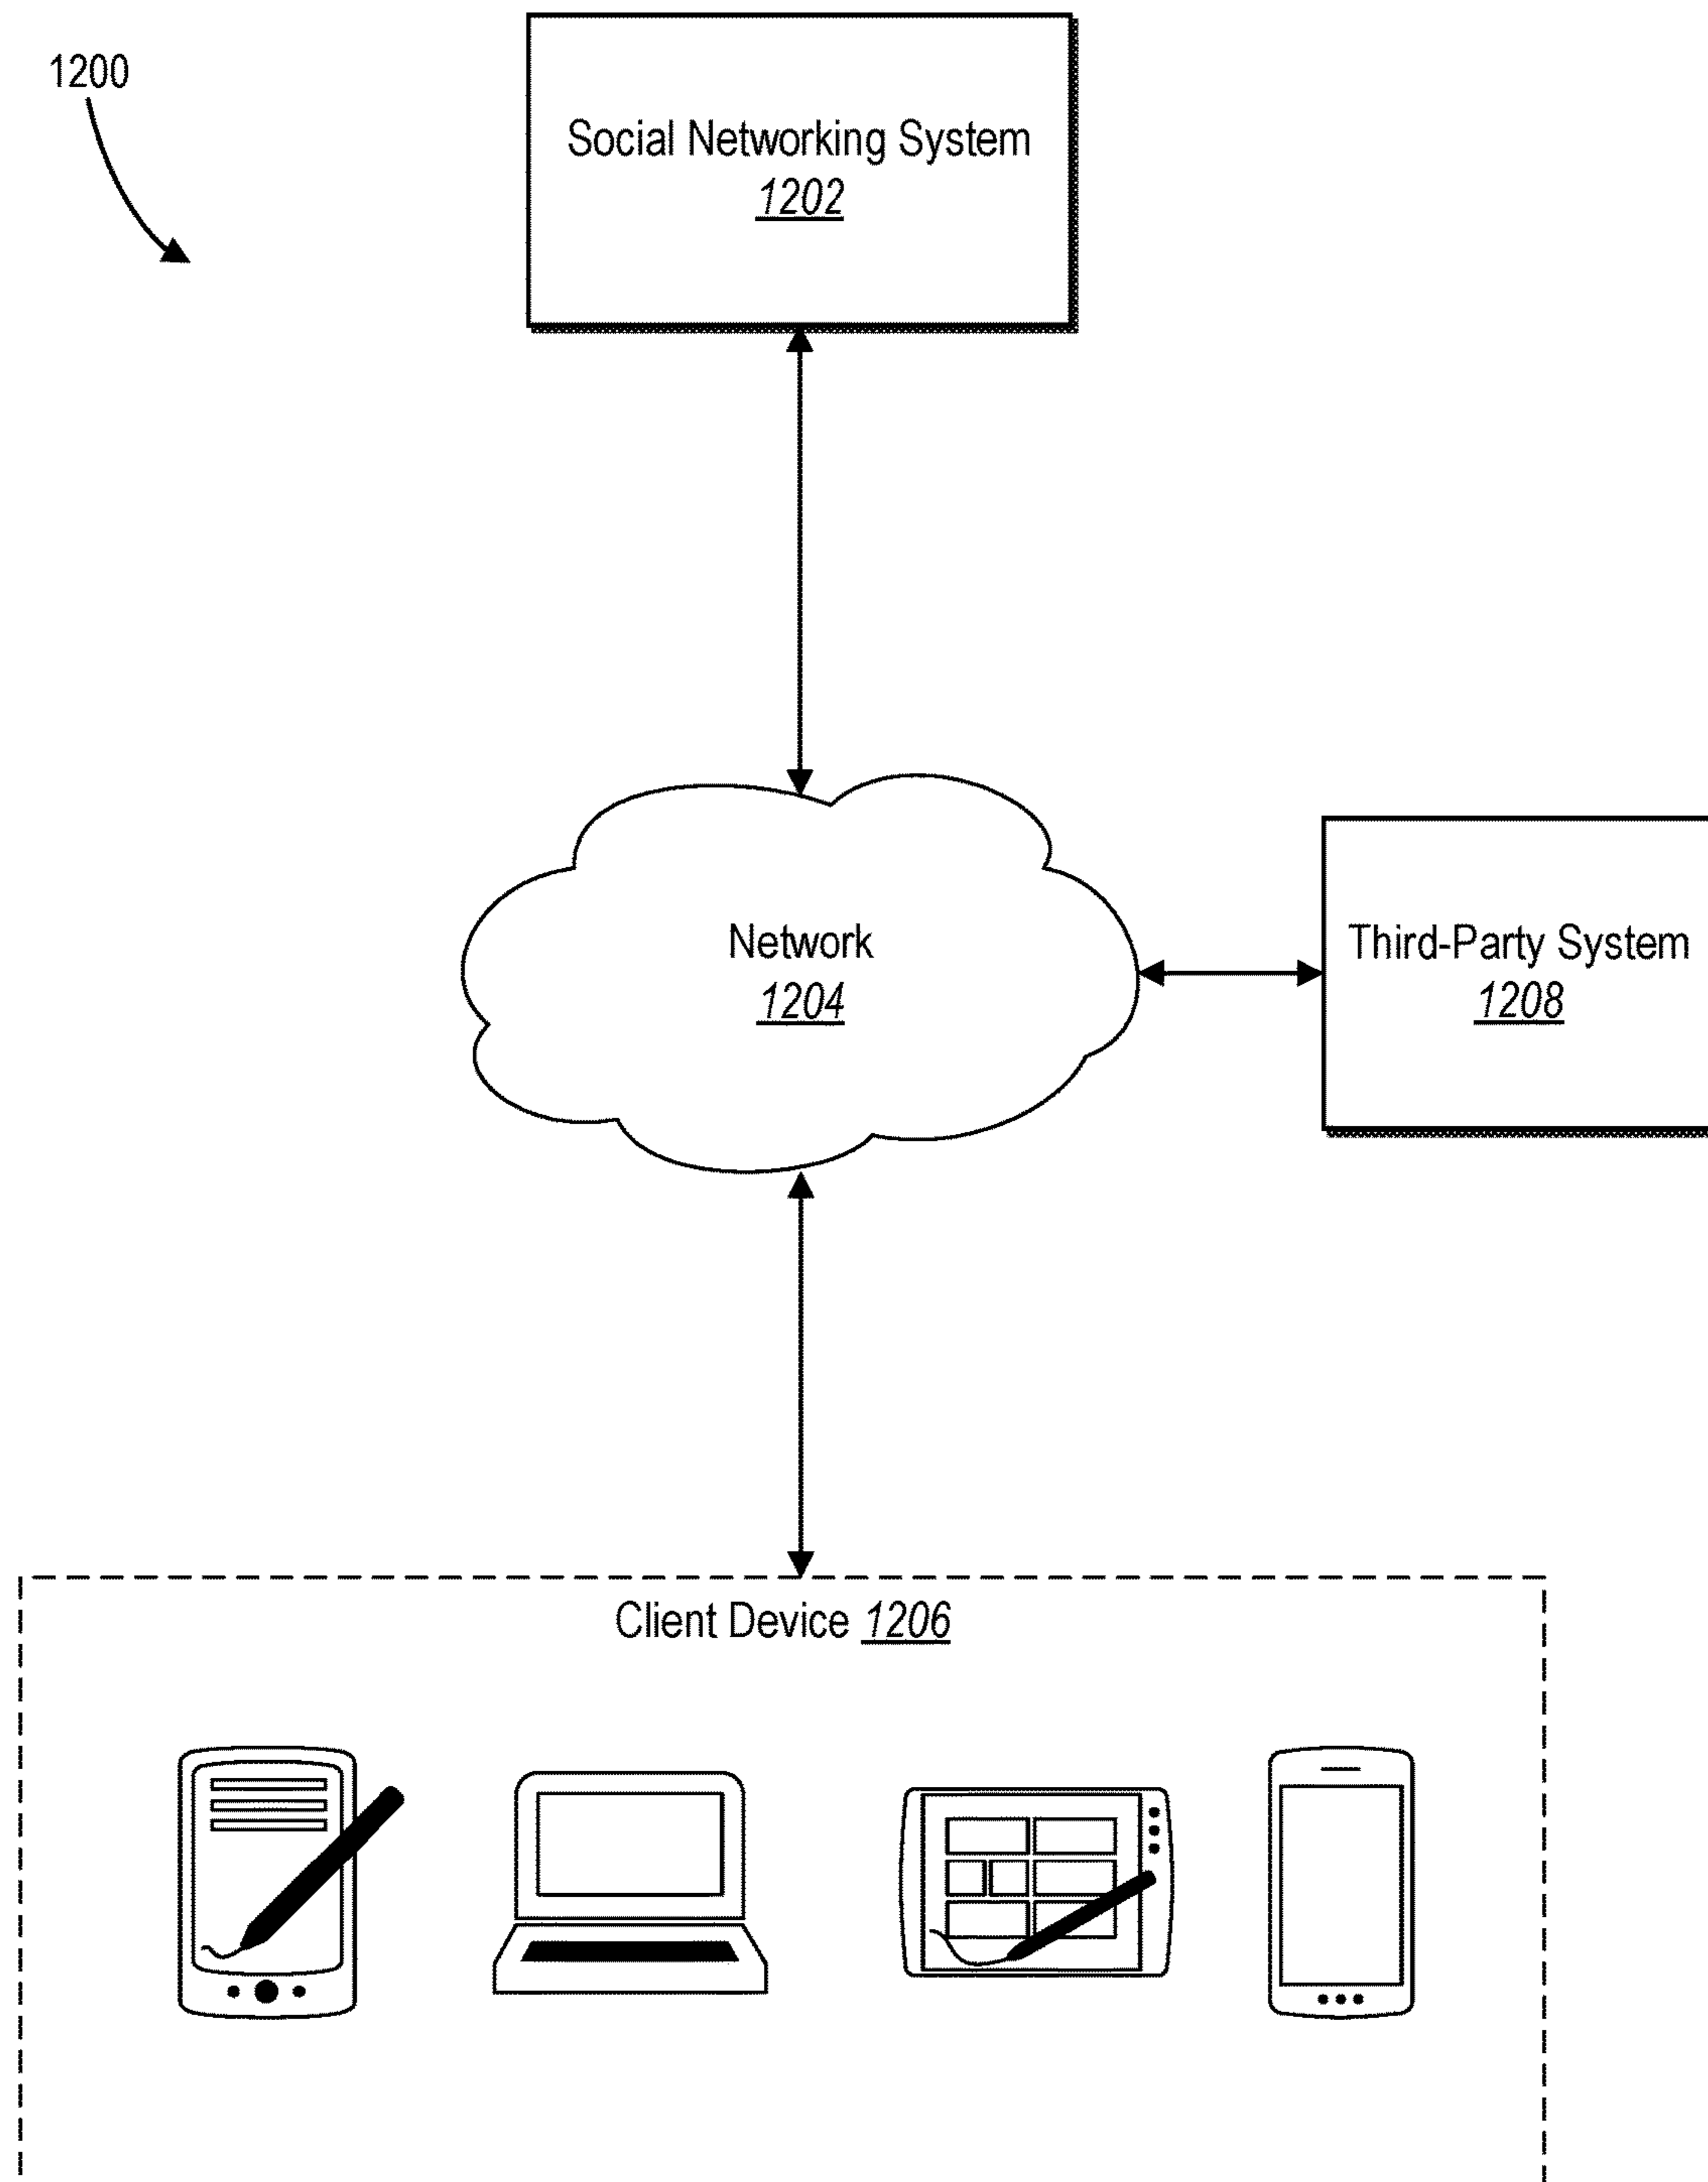 1200
Social Networking System
1202
Network
1204
Third-Party System
1208
Client Device 1206